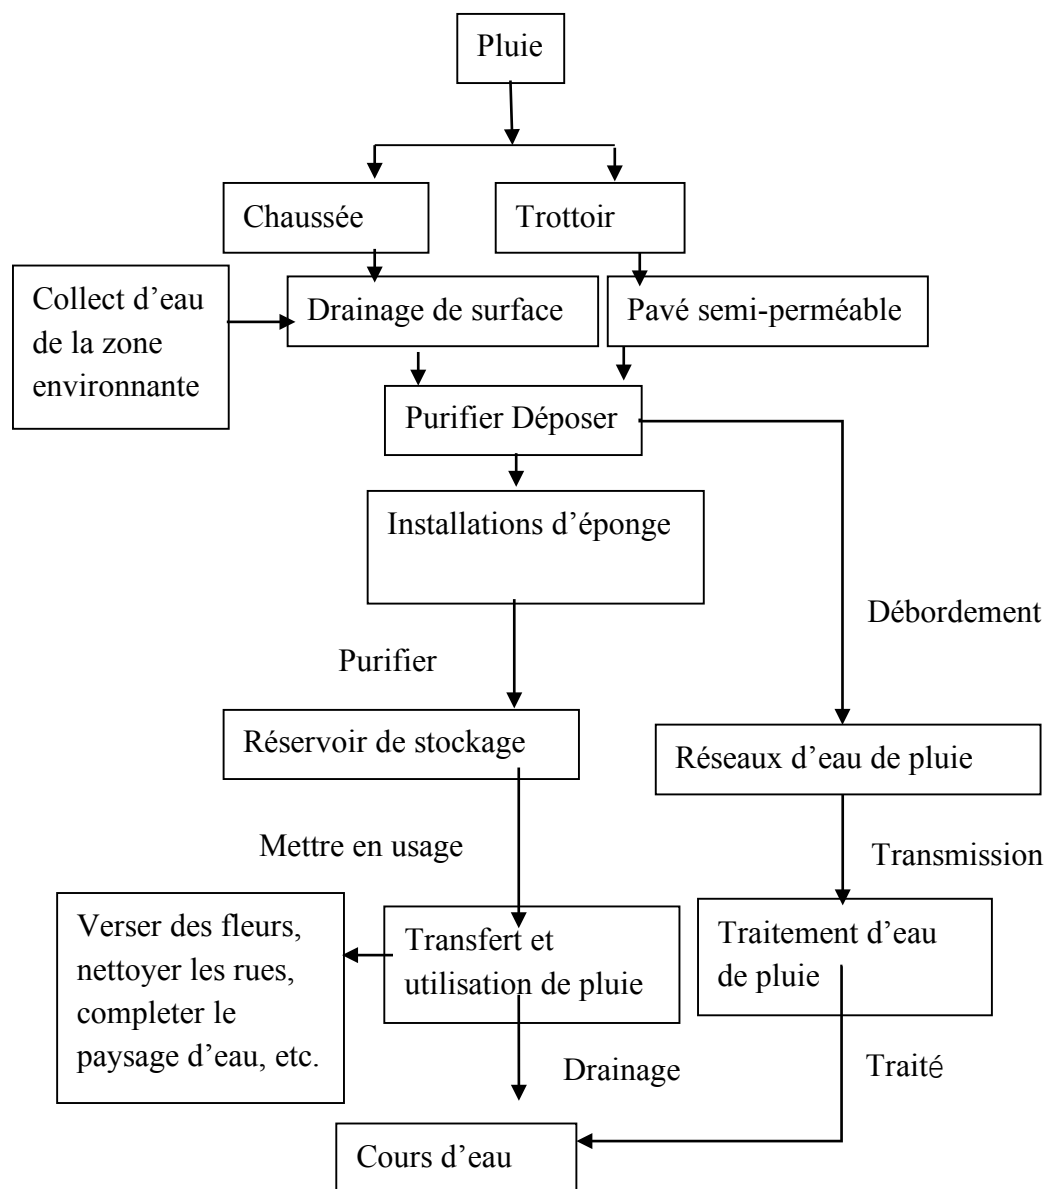 Pluie
Chaussée
Trottoir
Collect d’eau
de la zone
environnante
Drainage de surface
Pavé semi-perméable
Purifier Déposer
Installations d’éponge
Débordement
Purifier
Réservoir de stockage
Réseaux d’eau de pluie
Mettre en usage
Transmission
Verser des fleurs,
nettoyer les rues,
completer le
paysage d’eau, etc.
Transfert et
utilisation de pluie
Traitement d’eau
de pluie
Drainage
Traité
Cours d’eau